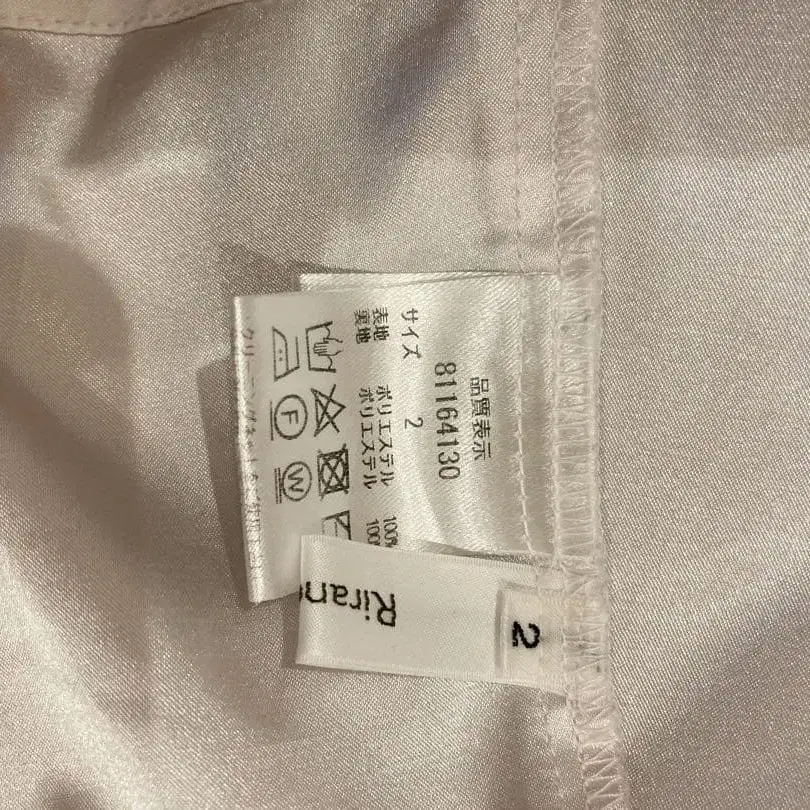 品質表示
81164130
サイズ 2
表地 ポリエステル 100%
裏地 ポリエステル 100%
F
W
Riran
2